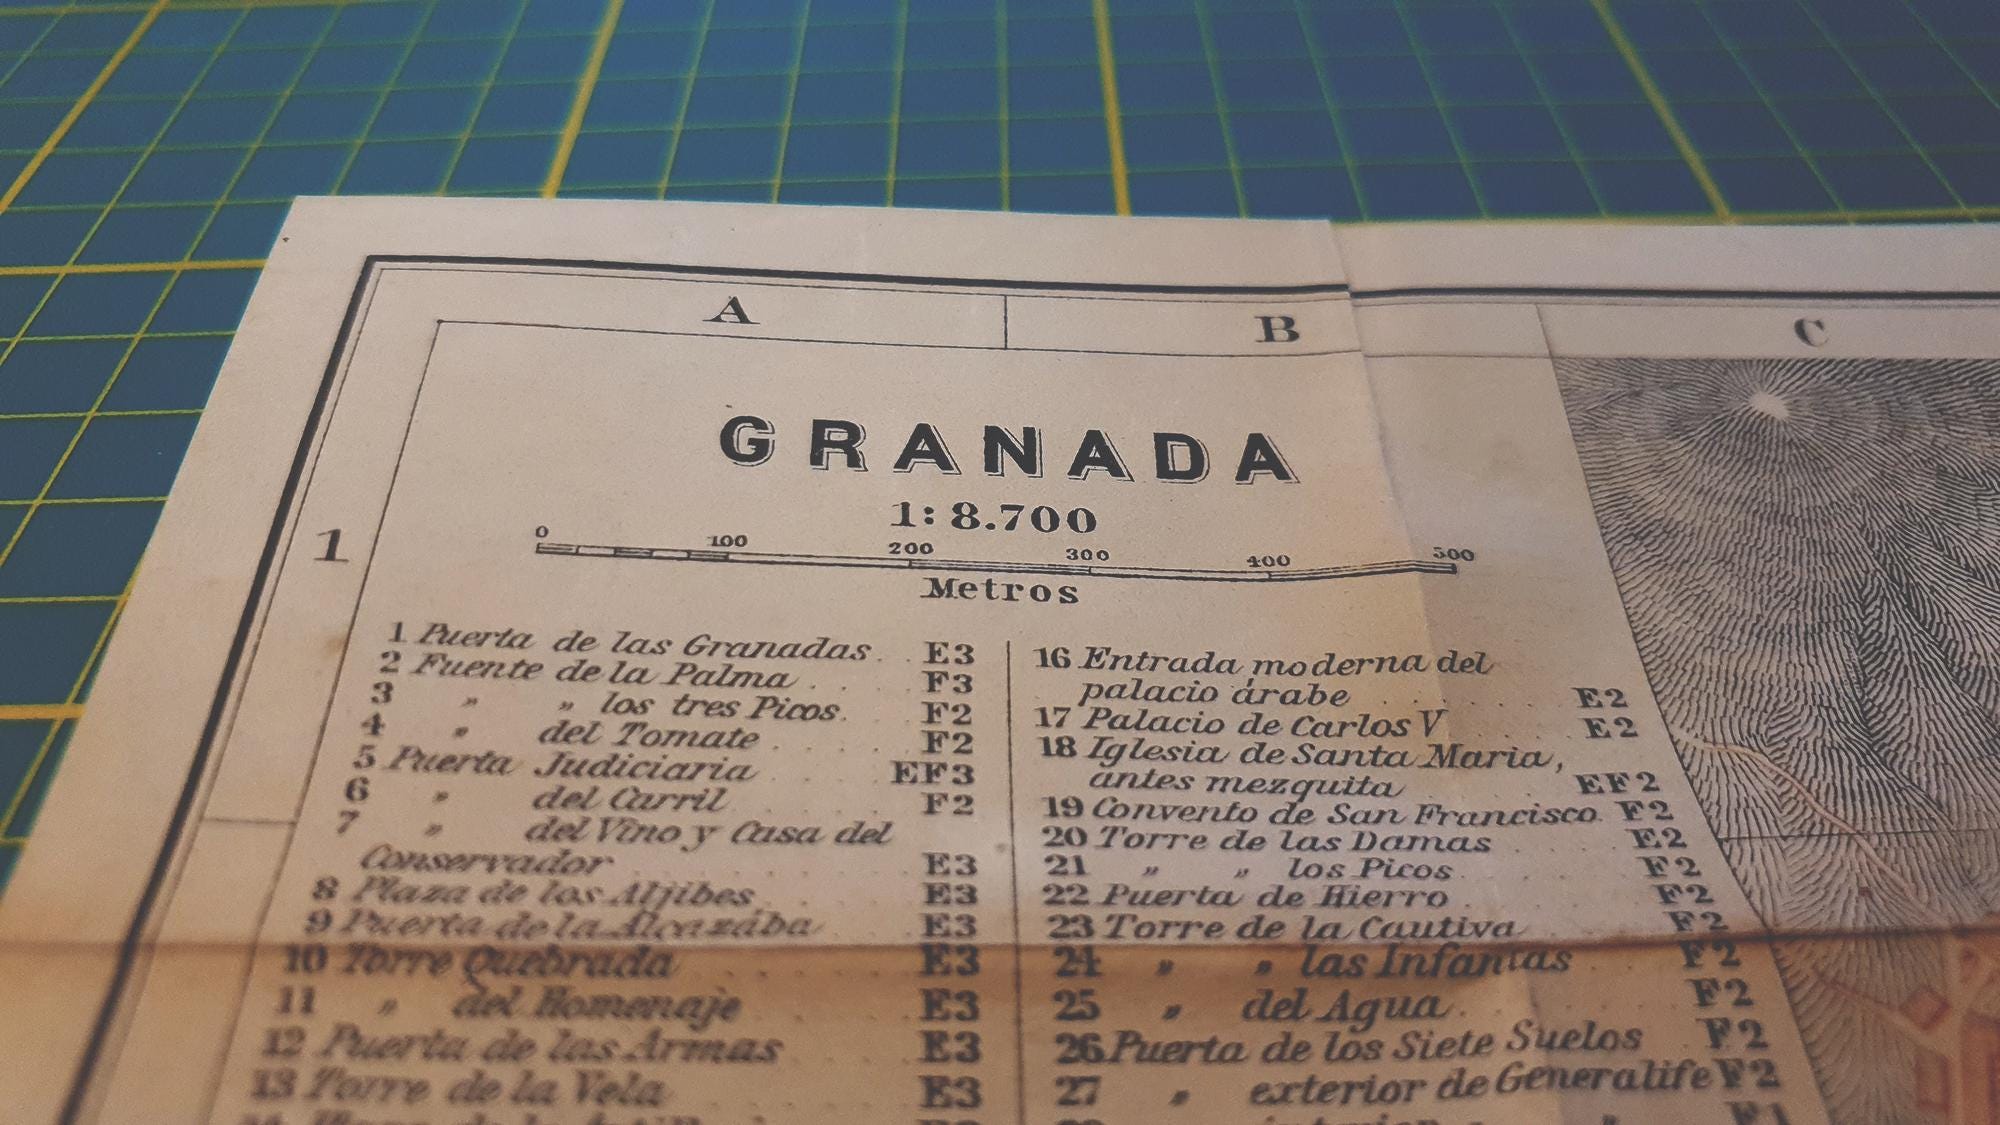 A B C
GRANADA
1
1: 8.700
0 100 200 300 400 500
Metros
1 Puerta de las Granadas. . E3
2 Fuente de la Palma . . . F3
3 " " los tres Picos. F2
4 " del Tomate . . . . F2
5 Puerta Judiciaria . . . EF3
6 " del Carril . . . . F2
7 " del Vino y Casa del
Conservador . . . . E3
8 Plaza de los Aljibes. . . . E3
9 Puerta de la Alcazába . . E3
10 Torre Quebrada . . . . E3
11 " del Homenaje . . . E3
12 Puerta de las Armas . . . E3
13 Torre de la Vela . . . . E3
16 Entrada moderna del
palacio árabe . . . . . E2
17 Palacio de Carlos V . . . E2
18 Iglesia de Santa Maria,
antes mezquita . . . . EF2
19 Convento de San Francisco. F2
20 Torre de las Damas . . . E2
21 " " los Picos . . . . F2
22 Puerta de Hierro . . . . F2
23 Torre de la Cautiva . . . F2
24 " " las Infantas . . F2
25 " del Agua . . . . . F2
26 Puerta de los Siete Suelos F2
27 " exterior de Generalife F2